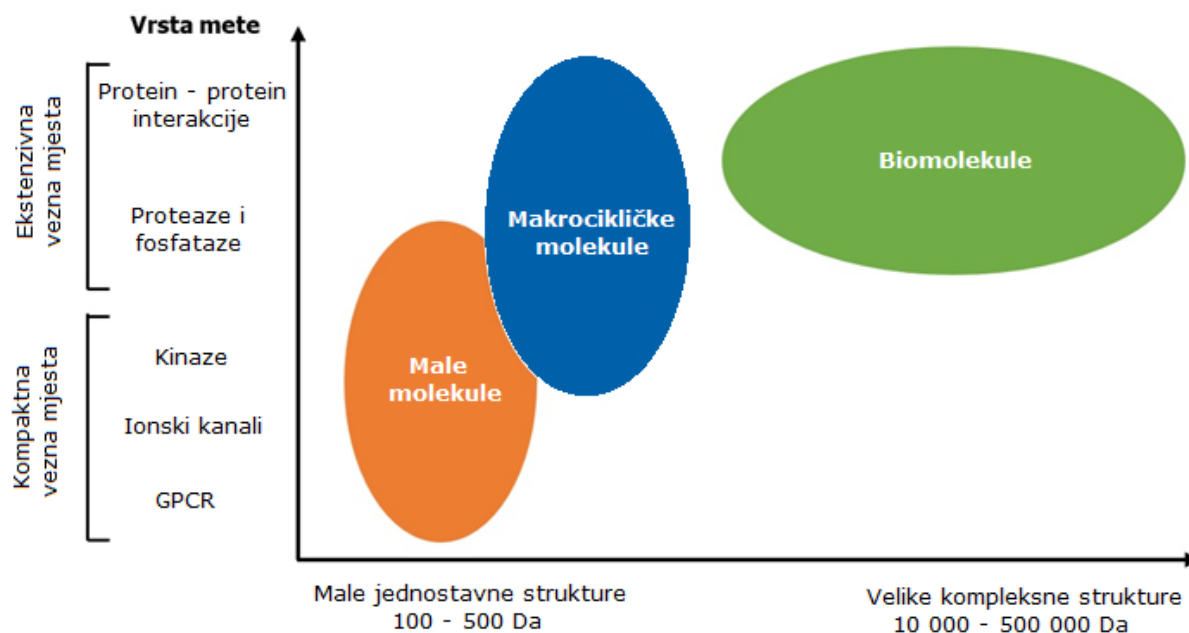 Vrsta mete
Ekstenzivna
vezna mjesta
Protein - protein
interakcije
Proteaze i
fosfataze
Kompaktna
vezna mjesta
Kinaze
Ionski kanali
GPCR
Male
molekule
Makrocikličke
molekule
Biomolekule
Male jednostavne strukture
100 - 500 Da
Velike kompleksne strukture
10 000 - 500 000 Da